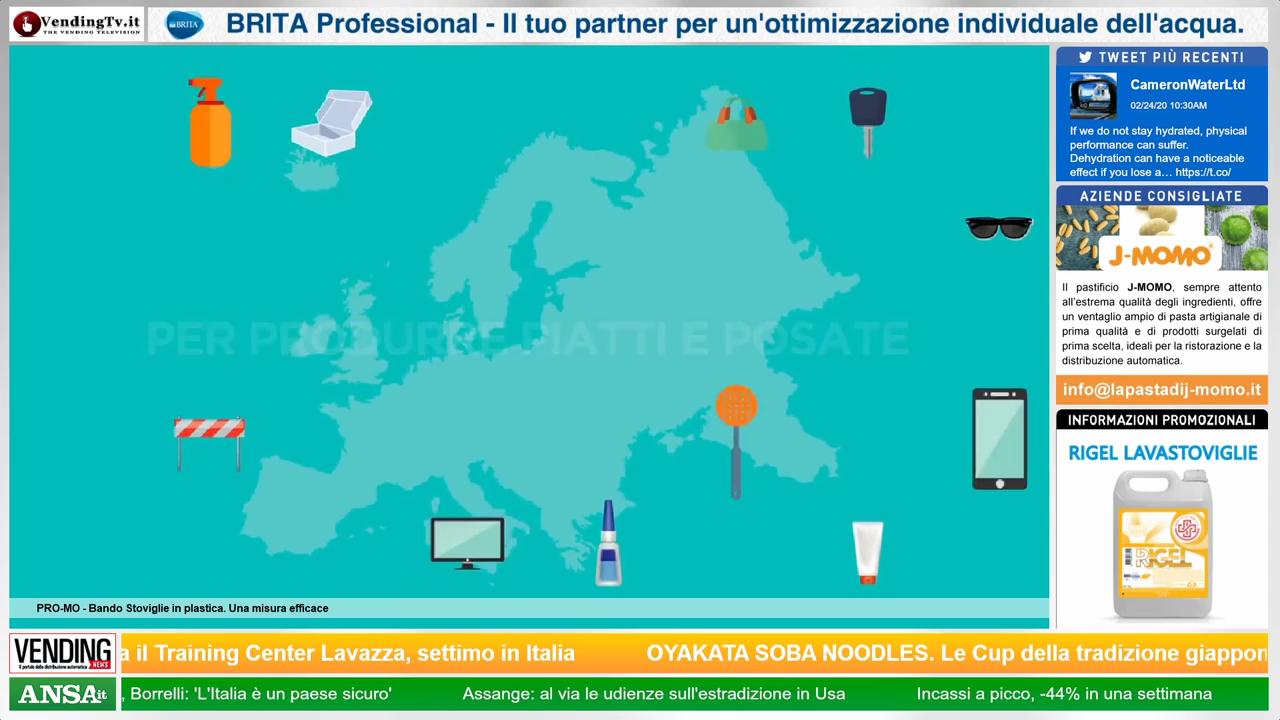 VendingTv.it
THE VENDING TELEVISION
BRITA
BRITA Professional - Il tuo partner per un'ottimizzazione individuale dell'acqua.
PER PRODURRE PIATTI E POSATE
PRO-MO - Bando Stoviglie in plastica. Una misura efficace
TWEET PIÙ RECENTI
CameronWaterLtd
02/24/20 10:30AM
If we do not stay hydrated, physical
performance can suffer.
Dehydration can have a noticeable
effect if you lose a… https://t.co/
AZIENDE CONSIGLIATE
J-MOMO
Il pastificio J-MOMO, sempre attento
all'estrema qualità degli ingredienti, offre
un ventaglio ampio di pasta artigianale di
prima qualità e di prodotti surgelati di
prima scelta, ideali per la ristorazione e la
distribuzione automatica.
info@lapastadij-momo.it
INFORMAZIONI PROMOZIONALI
RIGEL LAVASTOVIGLIE
RIGEL
VENDING
NEWS
Il portale della distribuzione automatica
a il Training Center Lavazza, settimo in Italia OYAKATA SOBA NOODLES. Le Cup della tradizione giappon
ANSA it
, Borrelli: 'L'Italia è un paese sicuro' Assange: al via le udienze sull'estradizione in Usa Incassi a picco, -44% in una settimana